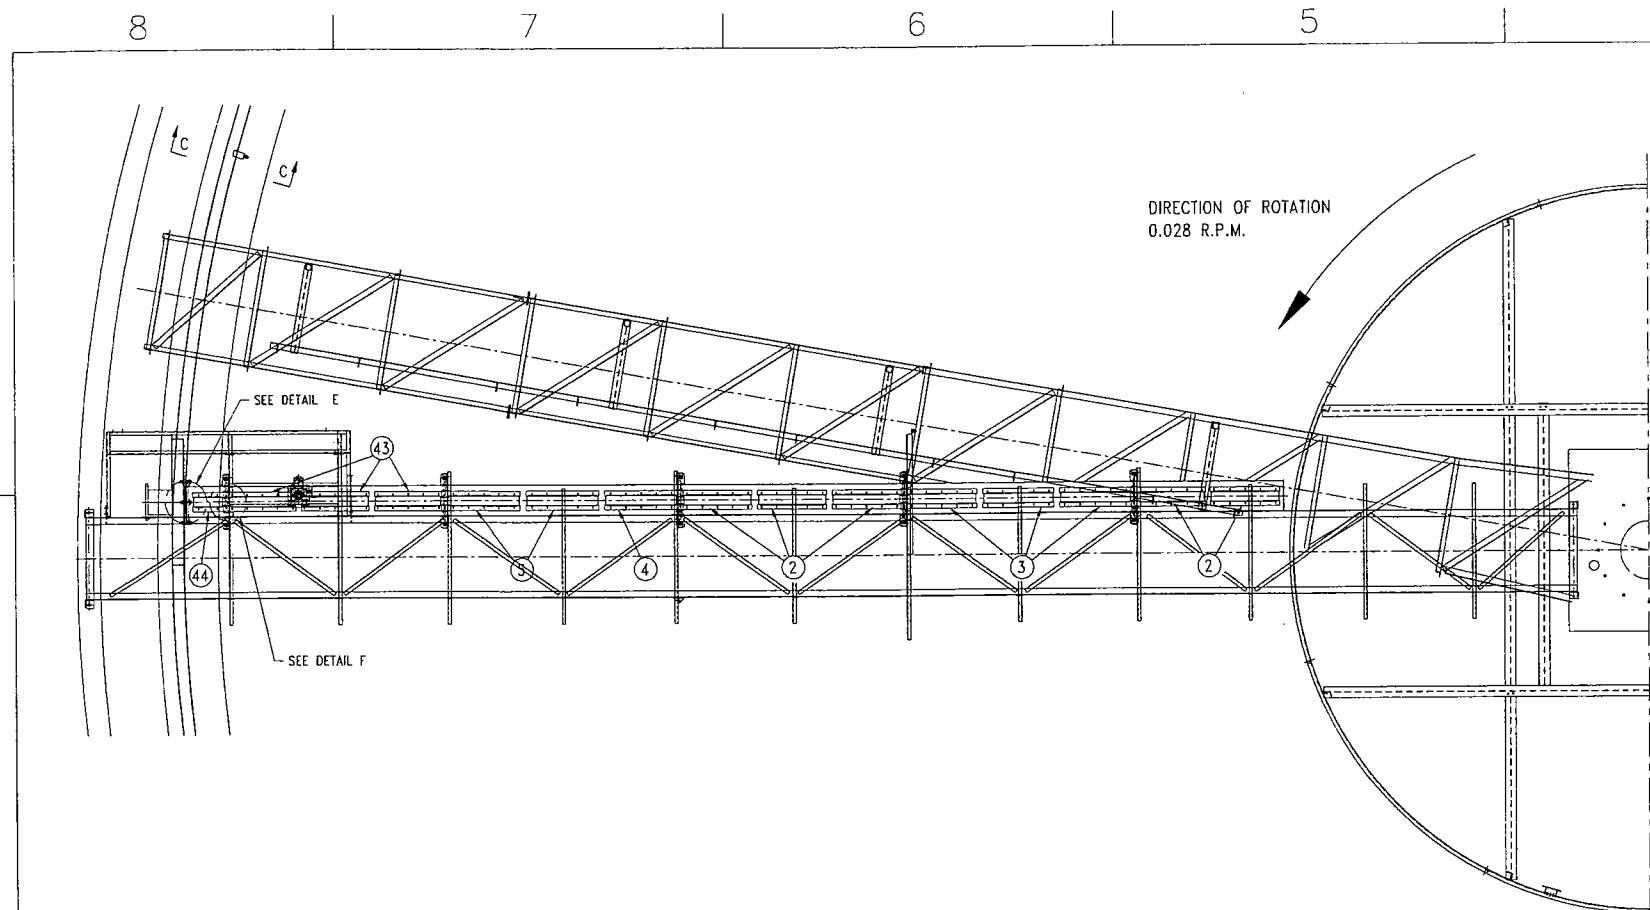 8 7 6 5
C
C
DIRECTION OF ROTATION
0.028 R.P.M.
SEE DETAIL E
43
44
5
4
2
3
2
SEE DETAIL F